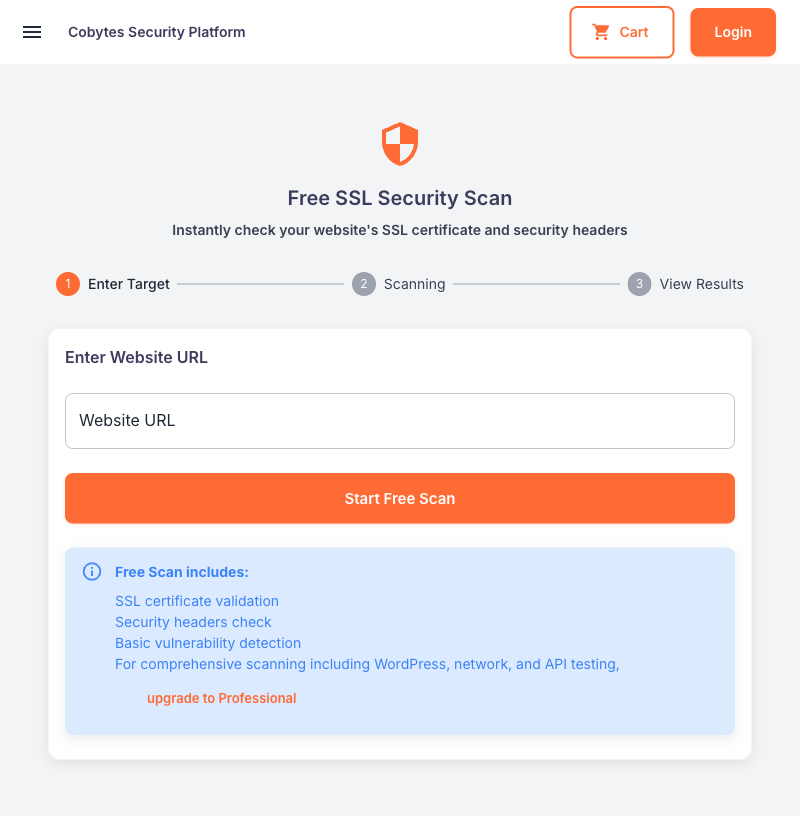 Cobytes Security Platform
Cart
Login
Free SSL Security Scan
Instantly check your website's SSL certificate and security headers
1 Enter Target
2 Scanning
3 View Results
Enter Website URL
Website URL
Start Free Scan
Free Scan includes:
SSL certificate validation
Security headers check
Basic vulnerability detection
For comprehensive scanning including WordPress, network, and API testing,
upgrade to Professional